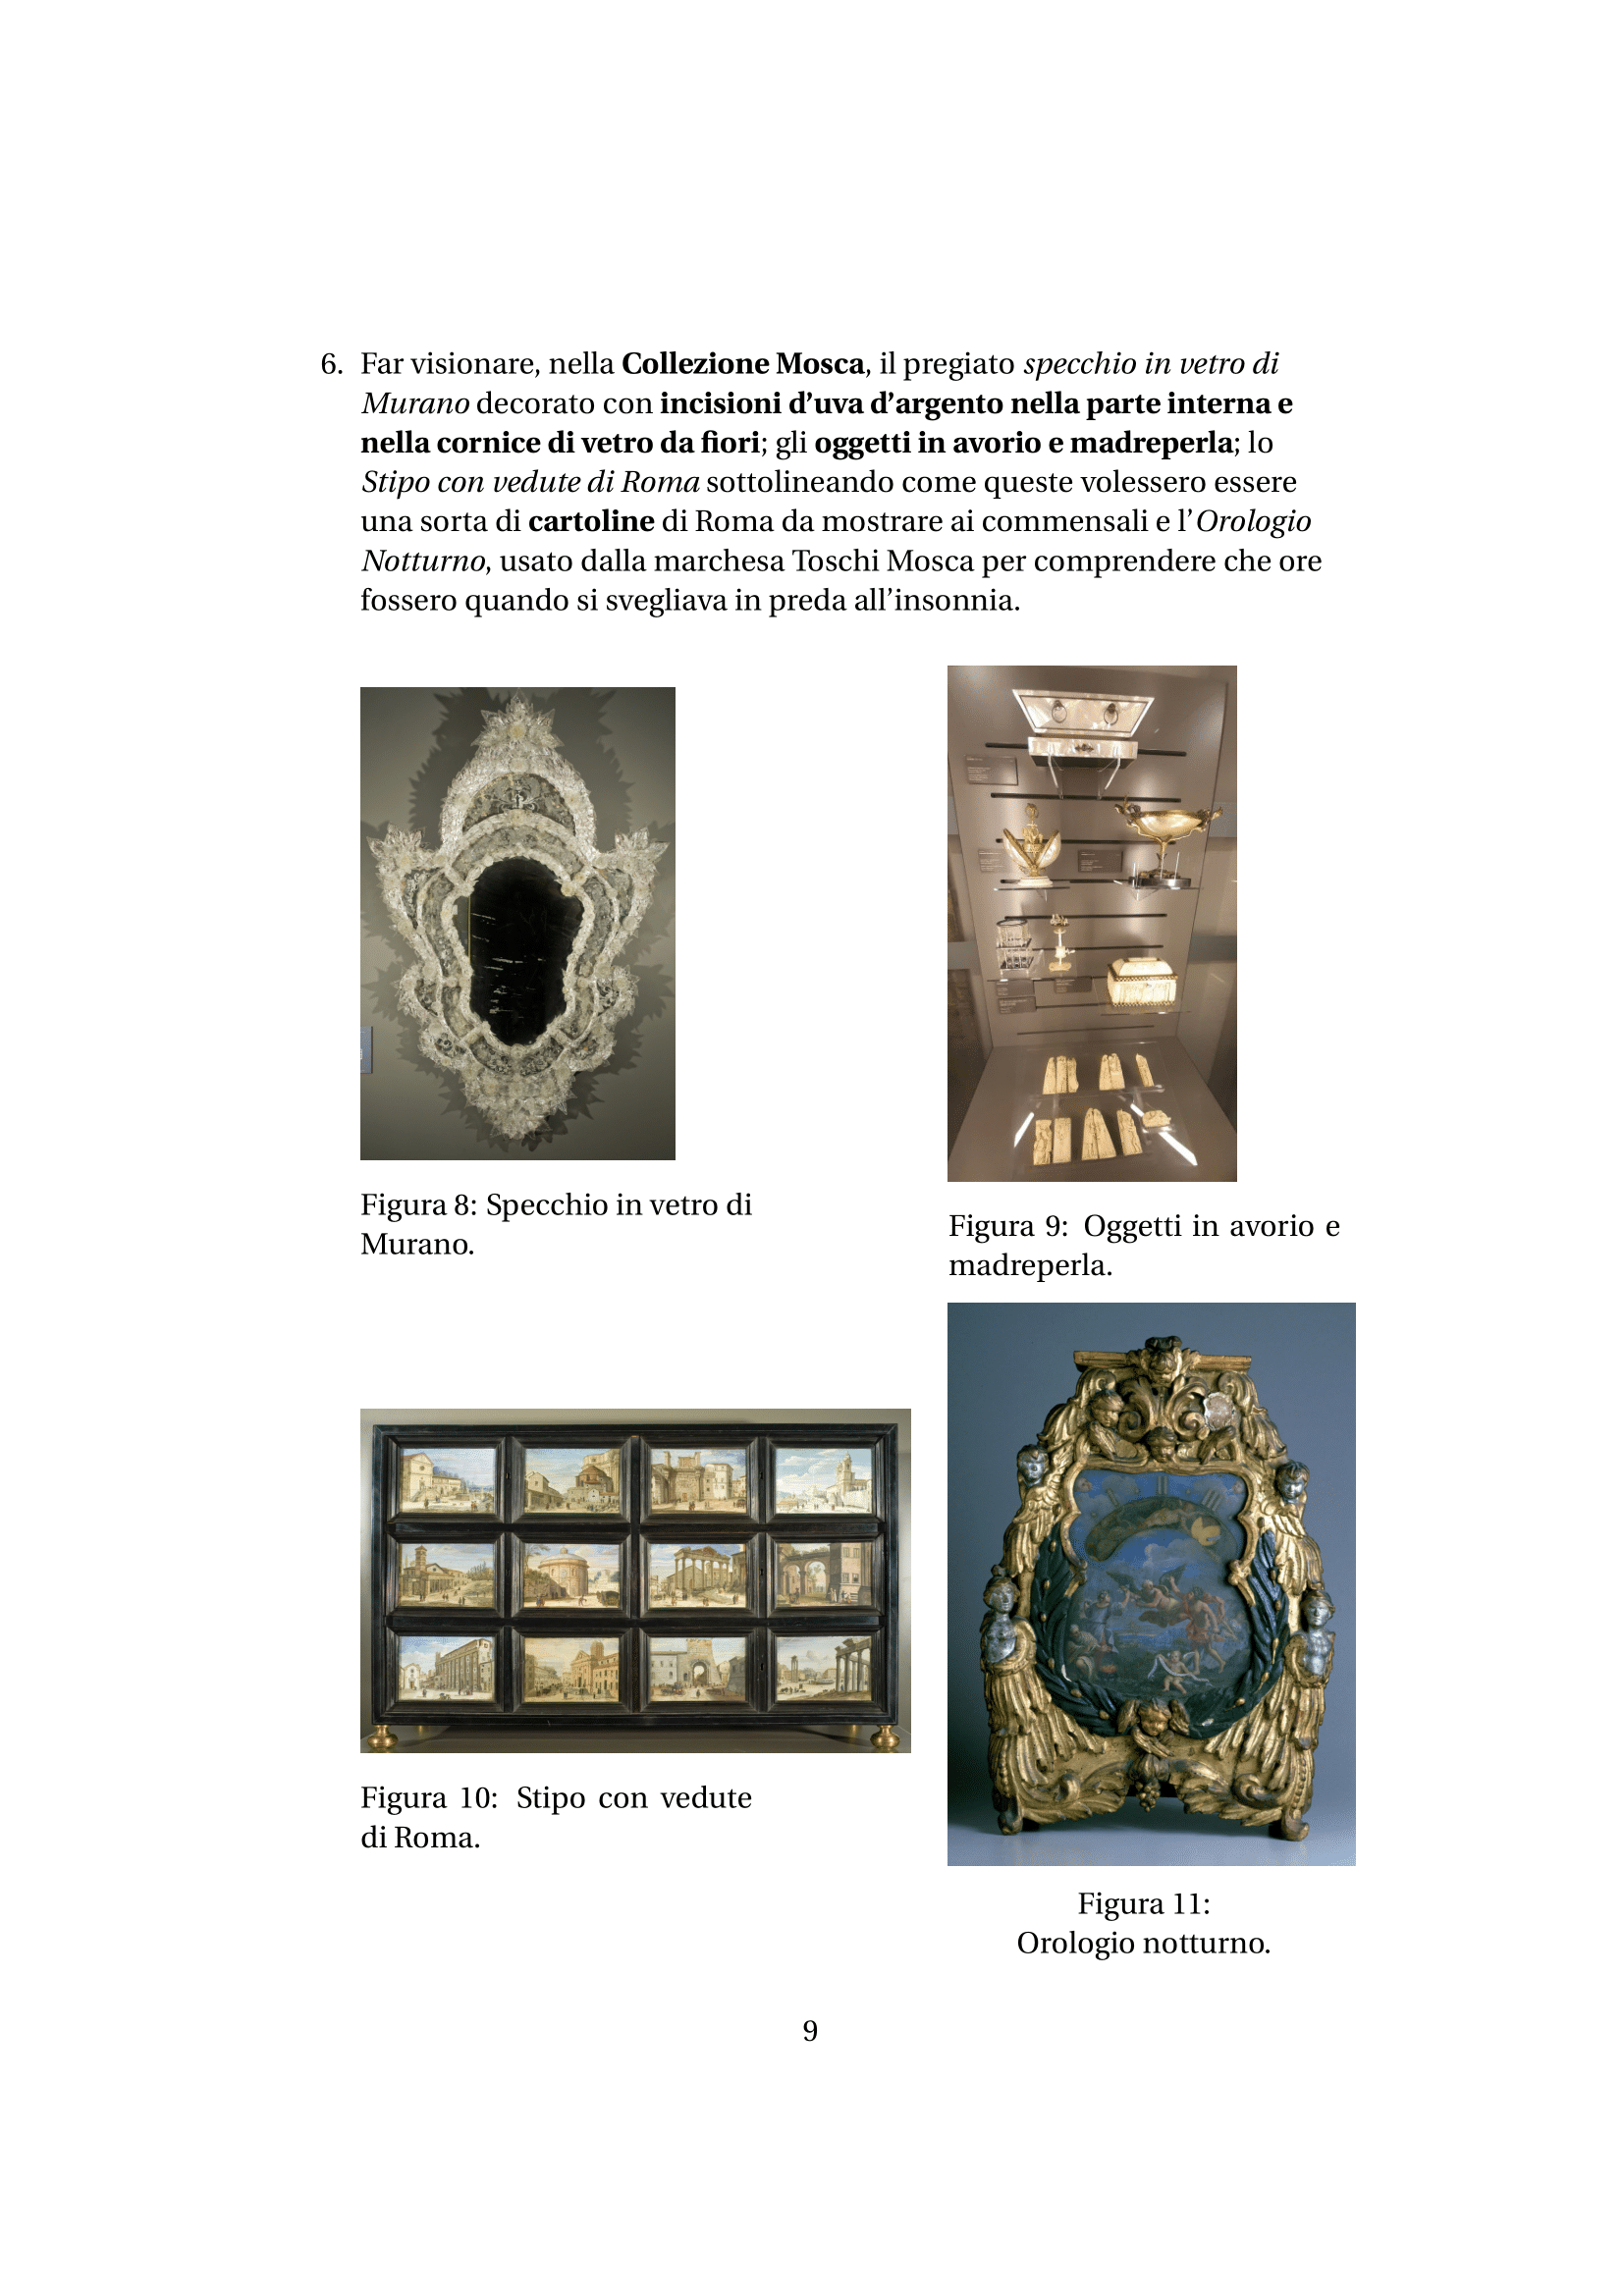 6. Far visionare, nella Collezione Mosca, il pregiato specchio in vetro di
Murano decorato con incisioni d'uva d'argento nella parte interna e
nella cornice di vetro da fiori; gli oggetti in avorio e madreperla; lo
Stipo con vedute di Roma sottolineando come queste volessero essere
una sorta di cartoline di Roma da mostrare ai commensali e l'Orologio
Notturno, usato dalla marchesa Toschi Mosca per comprendere che ore
fossero quando si svegliava in preda all'insonnia.
Figura 8: Specchio in vetro di
Murano.
Figura 9: Oggetti in avorio e
madreperla.
Figura 10: Stipo con vedute
di Roma.
Figura 11:
Orologio notturno.
9